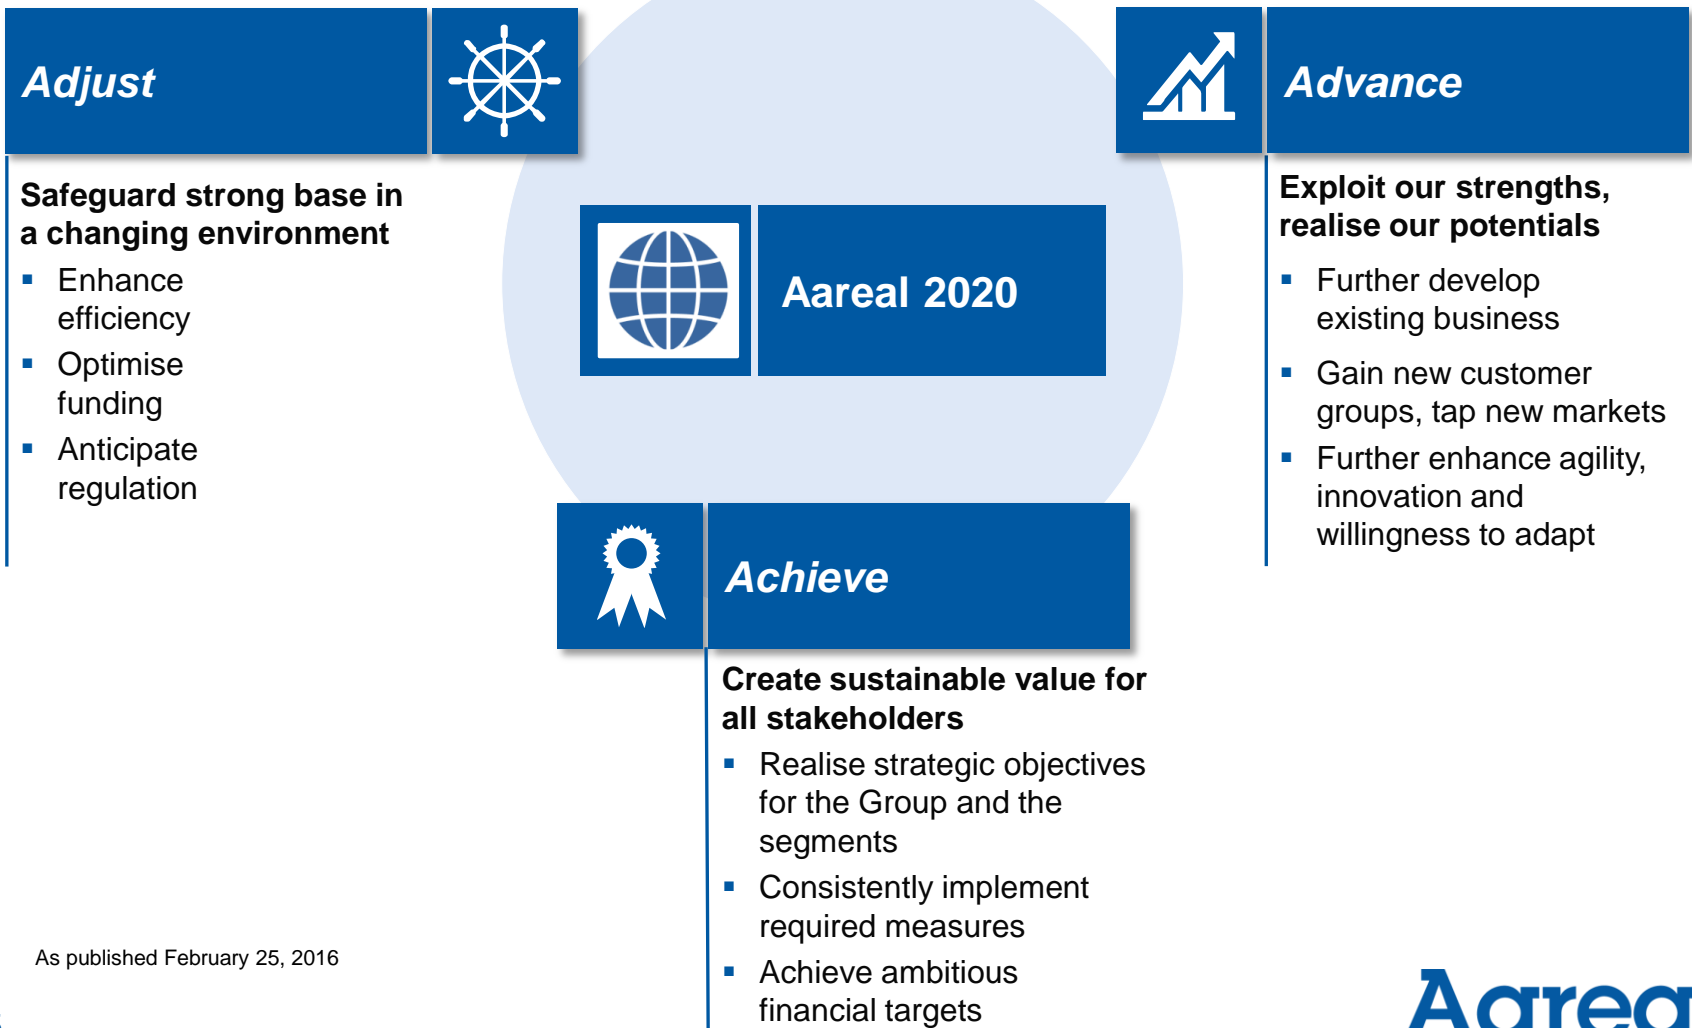 Adjust
Safeguard strong base in
a changing environment
▪ Enhance
efficiency
▪ Optimise
funding
▪ Anticipate
regulation
Aareal 2020
Advance
Exploit our strengths,
realise our potentials
▪ Further develop
existing business
▪ Gain new customer
groups, tap new markets
▪ Further enhance agility,
innovation and
willingness to adapt
Achieve
Create sustainable value for
all stakeholders
▪ Realise strategic objectives
for the Group and the
segments
▪ Consistently implement
required measures
▪ Achieve ambitious
financial targets
As published February 25, 2016